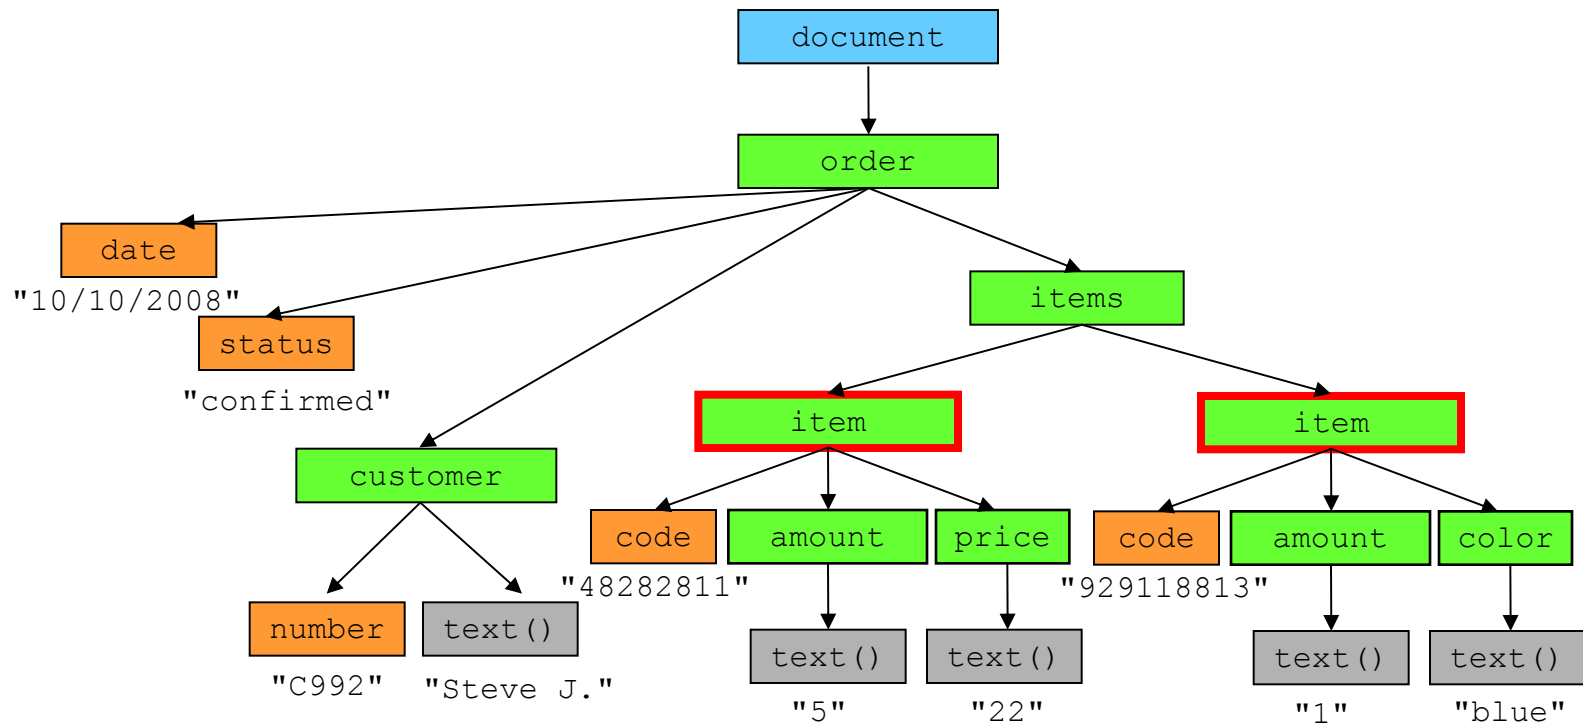 document
order
date
"10/10/2008"
items
status
"confirmed"
item
item
customer
code
amount
price
code
amount
color
"48282811"
"929118813"
number
text()
text()
text()
text()
text()
"C992"
"Steve J."
"5"
"22"
"1"
"blue"